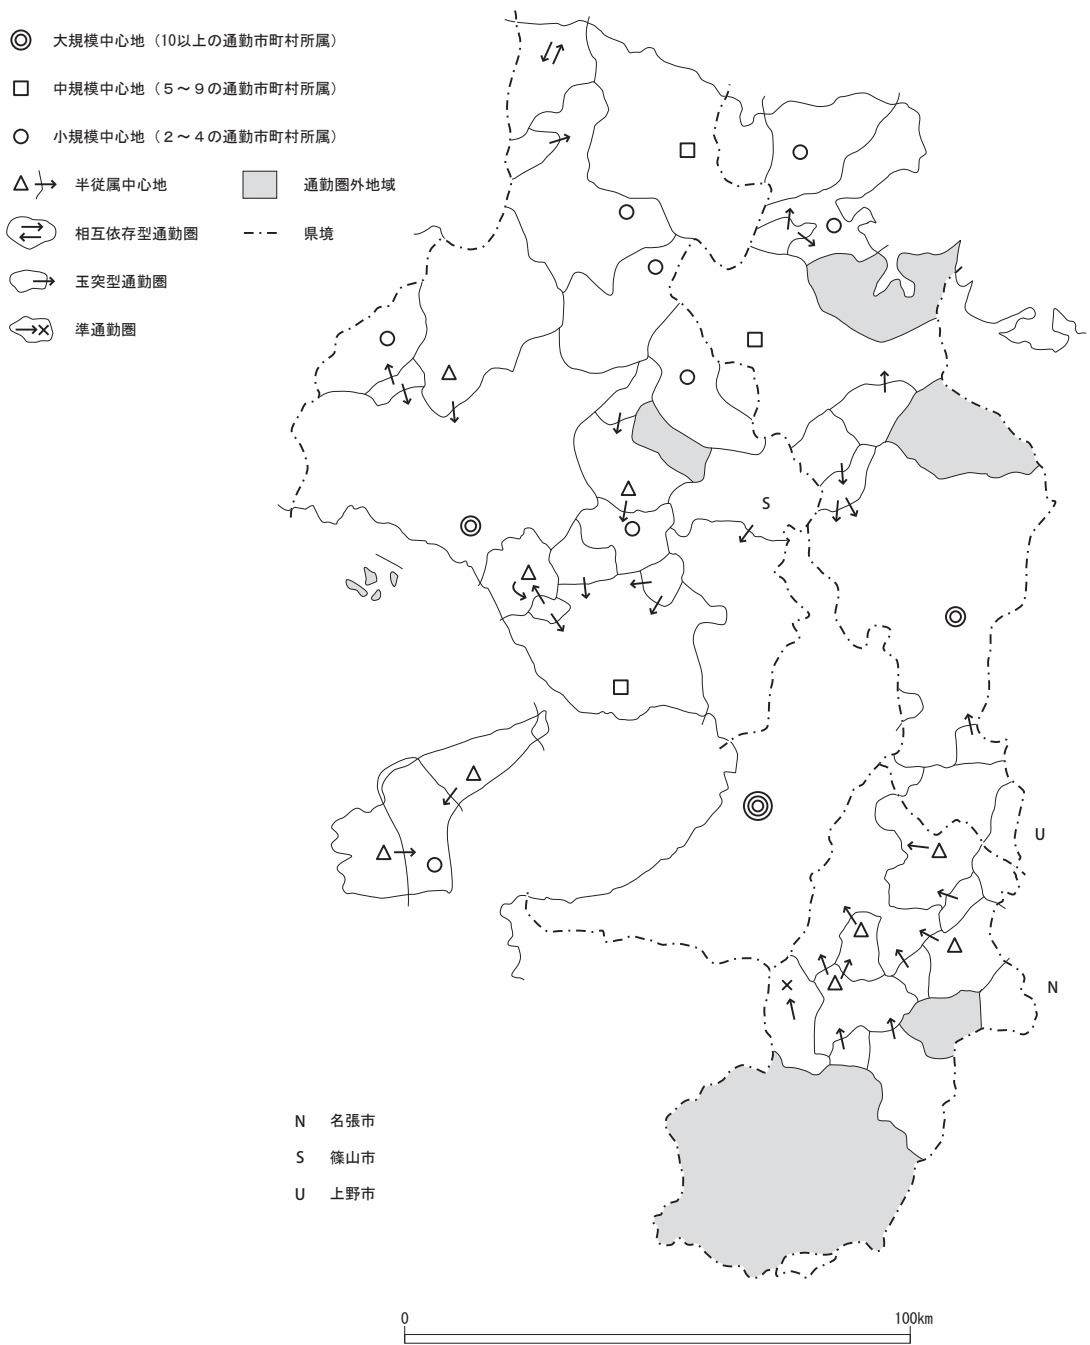 大規模中心地（10以上の通勤市町村所属）
中規模中心地（５～９の通勤市町村所属）
小規模中心地（２～４の通勤市町村所属）
半従属中心地
通勤圏外地域
相互依存型通勤圏
県境
玉突型通勤圏
準通勤圏
S
U
N
N 名張市
S 篠山市
U 上野市
0 100km